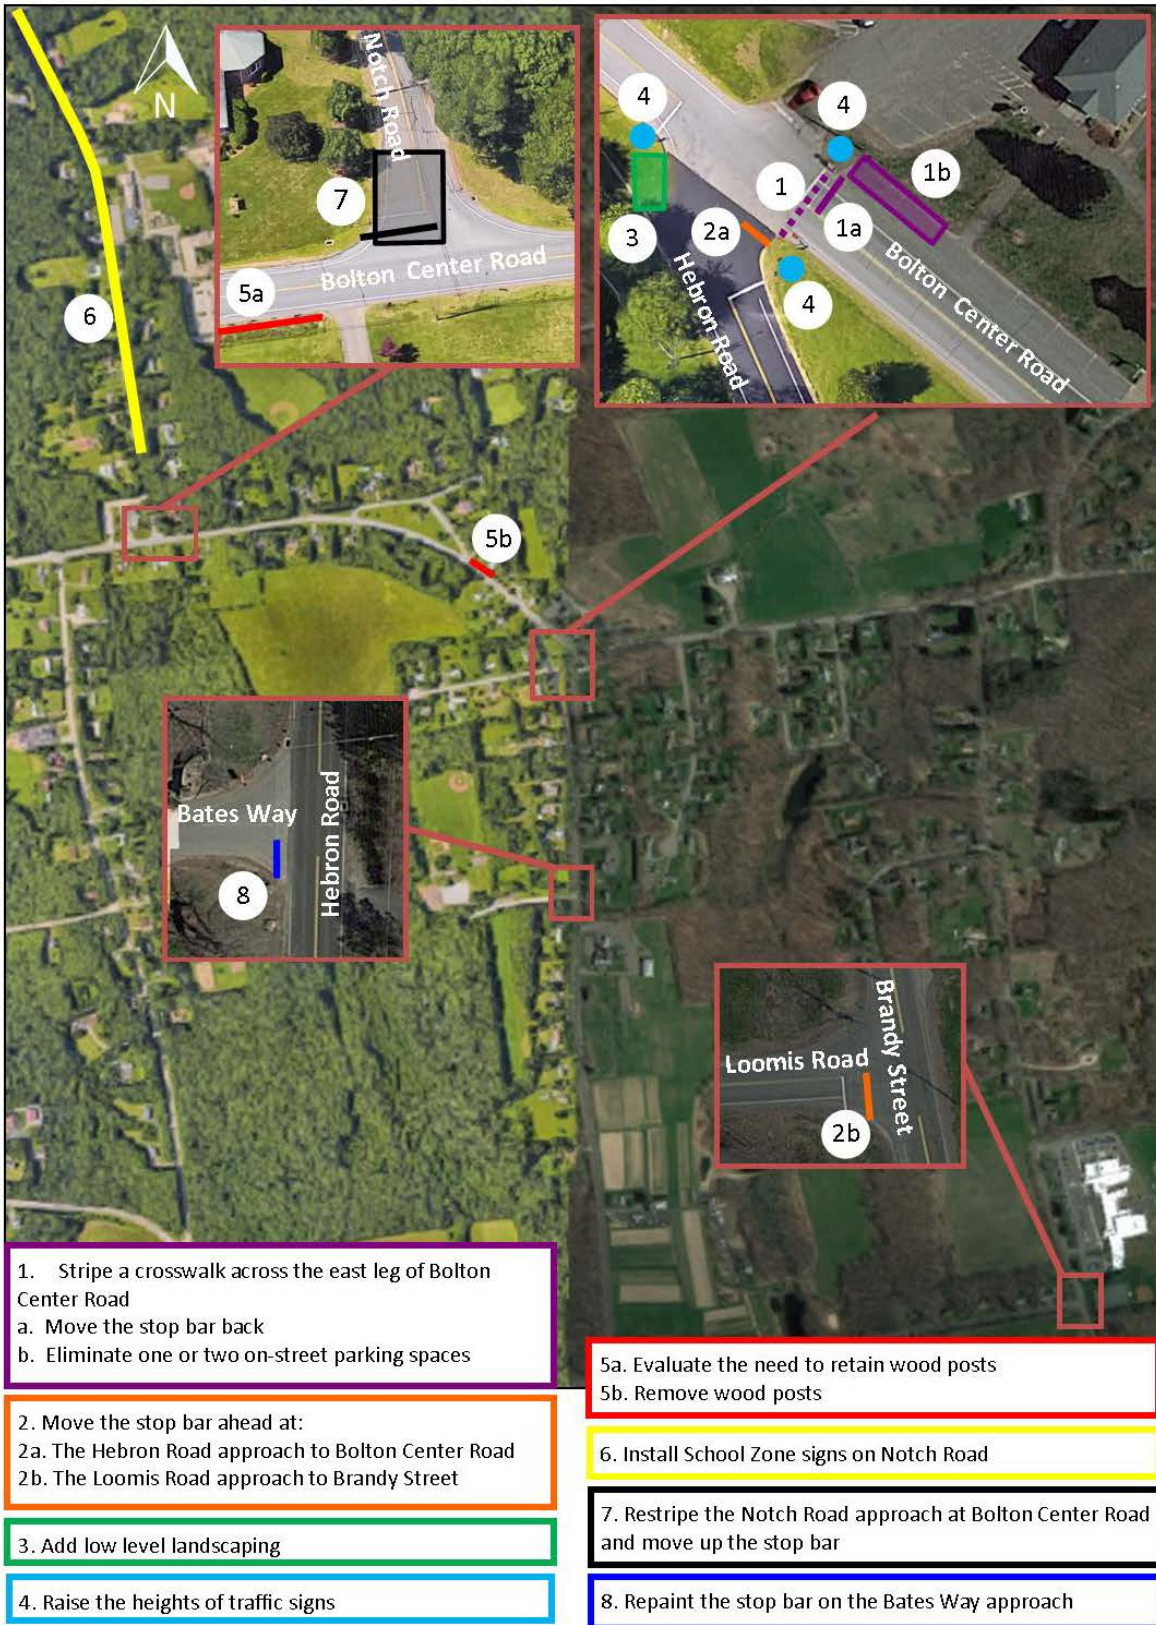 N
6
Notch Road
7
5a
Bolton Center Road
4
4
1
1b
1a
3
2a
4
Hebron Road
Bolton Center Road
5b
Bates Way
Hebron Road
8
Loomis Road
Brandy Street
2b
1. Stripe a crosswalk across the east leg of Bolton
Center Road
a. Move the stop bar back
b. Eliminate one or two on-street parking spaces
2. Move the stop bar ahead at:
2a. The Hebron Road approach to Bolton Center Road
2b. The Loomis Road approach to Brandy Street
3. Add low level landscaping
4. Raise the heights of traffic signs
5a. Evaluate the need to retain wood posts
5b. Remove wood posts
6. Install School Zone signs on Notch Road
7. Restripe the Notch Road approach at Bolton Center Road
and move up the stop bar
8. Repaint the stop bar on the Bates Way approach